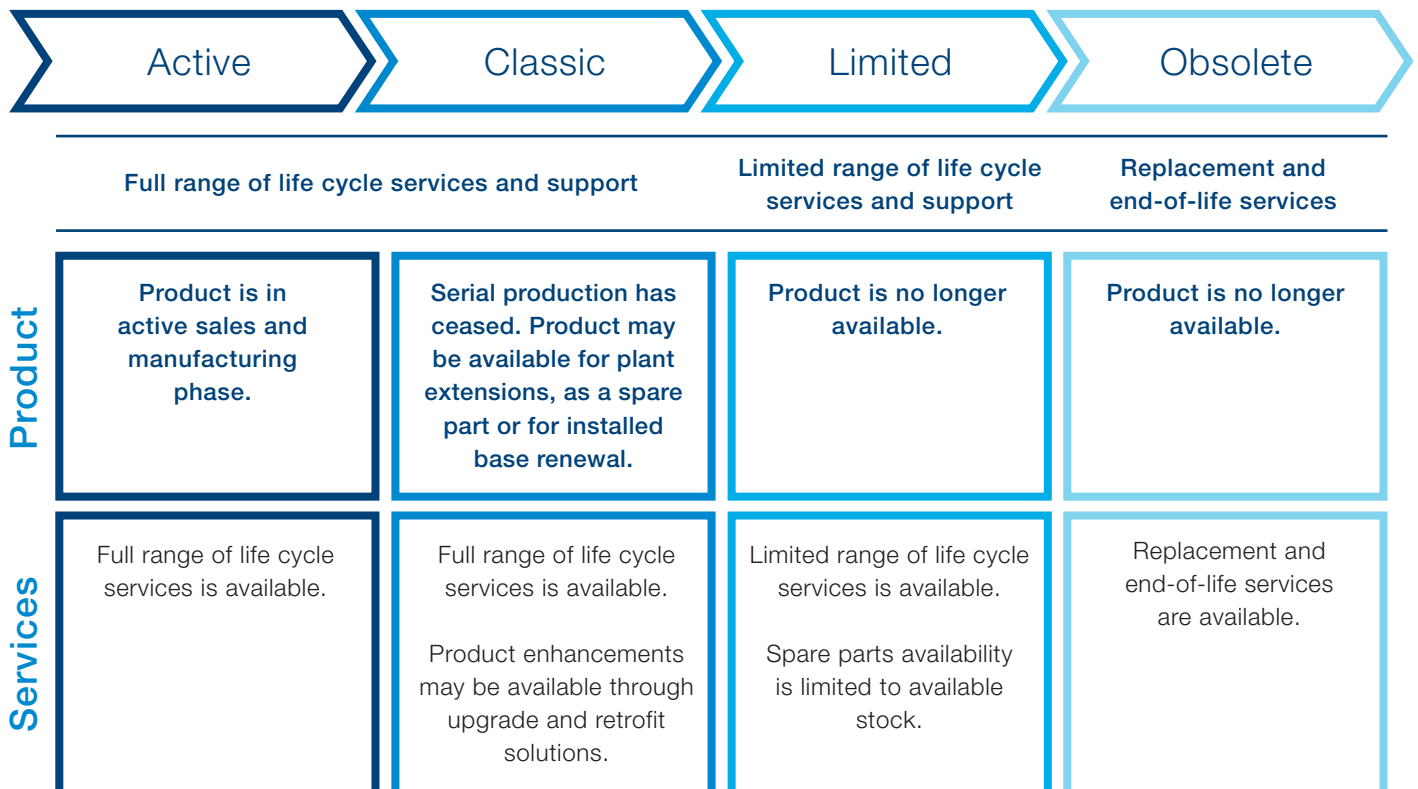 Active
Classic
Limited
Obsolete
Full range of life cycle services and support
Limited range of life cycle
services and support
Replacement and
end-of-life services
Product
Product is in
active sales and
manufacturing
phase.
Serial production has
ceased. Product may
be available for plant
extensions, as a spare
part or for installed
base renewal.
Product is no longer
available.
Product is no longer
available.
Services
Full range of life cycle
services is available.
Full range of life cycle
services is available.
Product enhancements
may be available through
upgrade and retrofit
solutions.
Limited range of life cycle
services is available.
Spare parts availability
is limited to available
stock.
Replacement and
end-of-life services
are available.